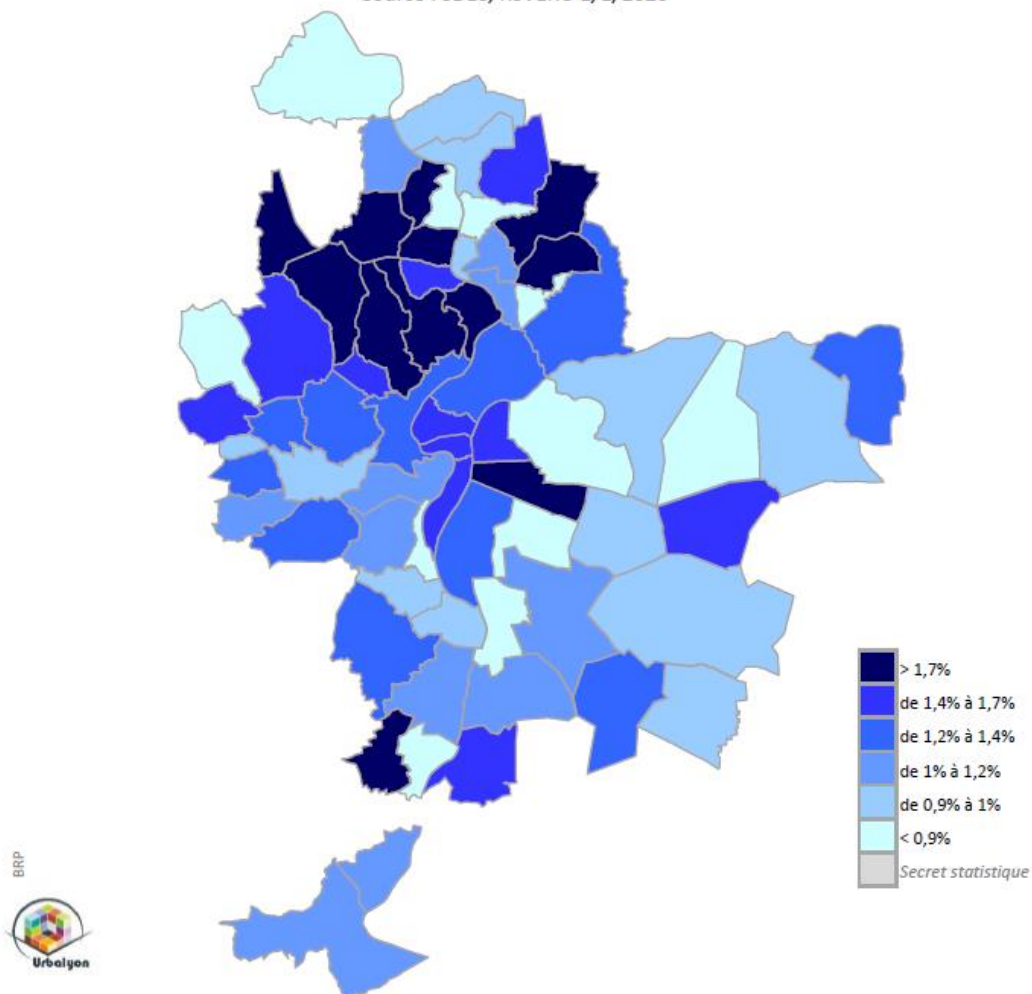 > 1,7%
de 1,4% à 1,7%
de 1,2% à 1,4%
de 1% à 1,2%
de 0,9% à 1%
< 0,9%
Secret statistique
BRP
Urbalyon